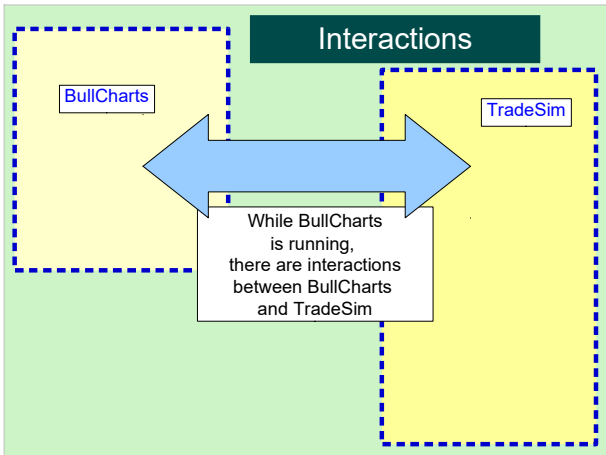 Interactions
BullCharts
TradeSim
While BullCharts
is running,
there are interactions
between BullCharts
and TradeSim